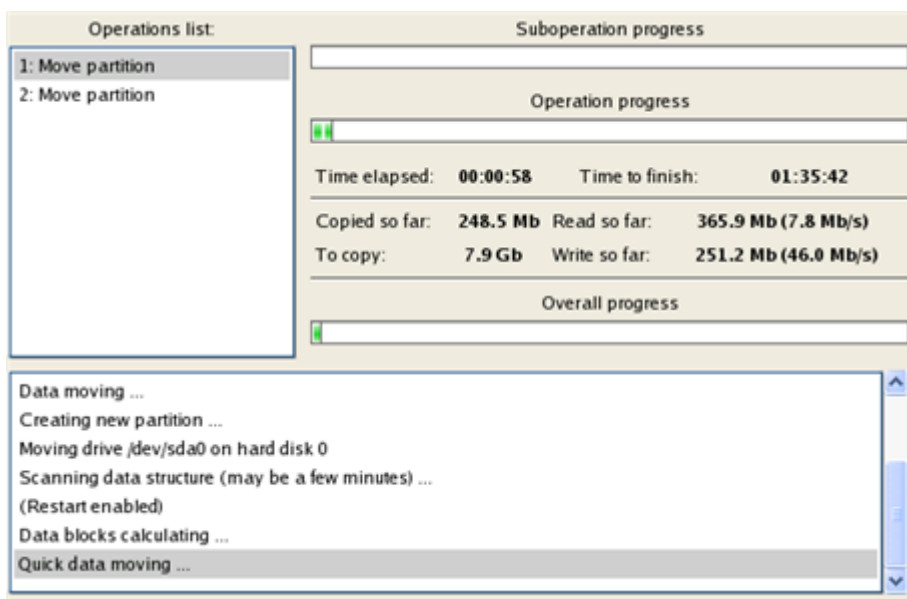 Operations list:
1: Move partition
2: Move partition
Suboperation progress
Operation progress
Time elapsed: 00:00:58 Time to finish: 01:35:42
Copied so far: 248.5 Mb Read so far: 365.9 Mb (7.8 Mb/s)
To copy: 7.9 Gb Write so far: 251.2 Mb (46.0 Mb/s)
Overall progress
Data moving ...
Creating new partition ...
Moving drive /dev/sda0 on hard disk 0
Scanning data structure (may be a few minutes) ...
(Restart enabled)
Data blocks calculating ...
Quick data moving ...